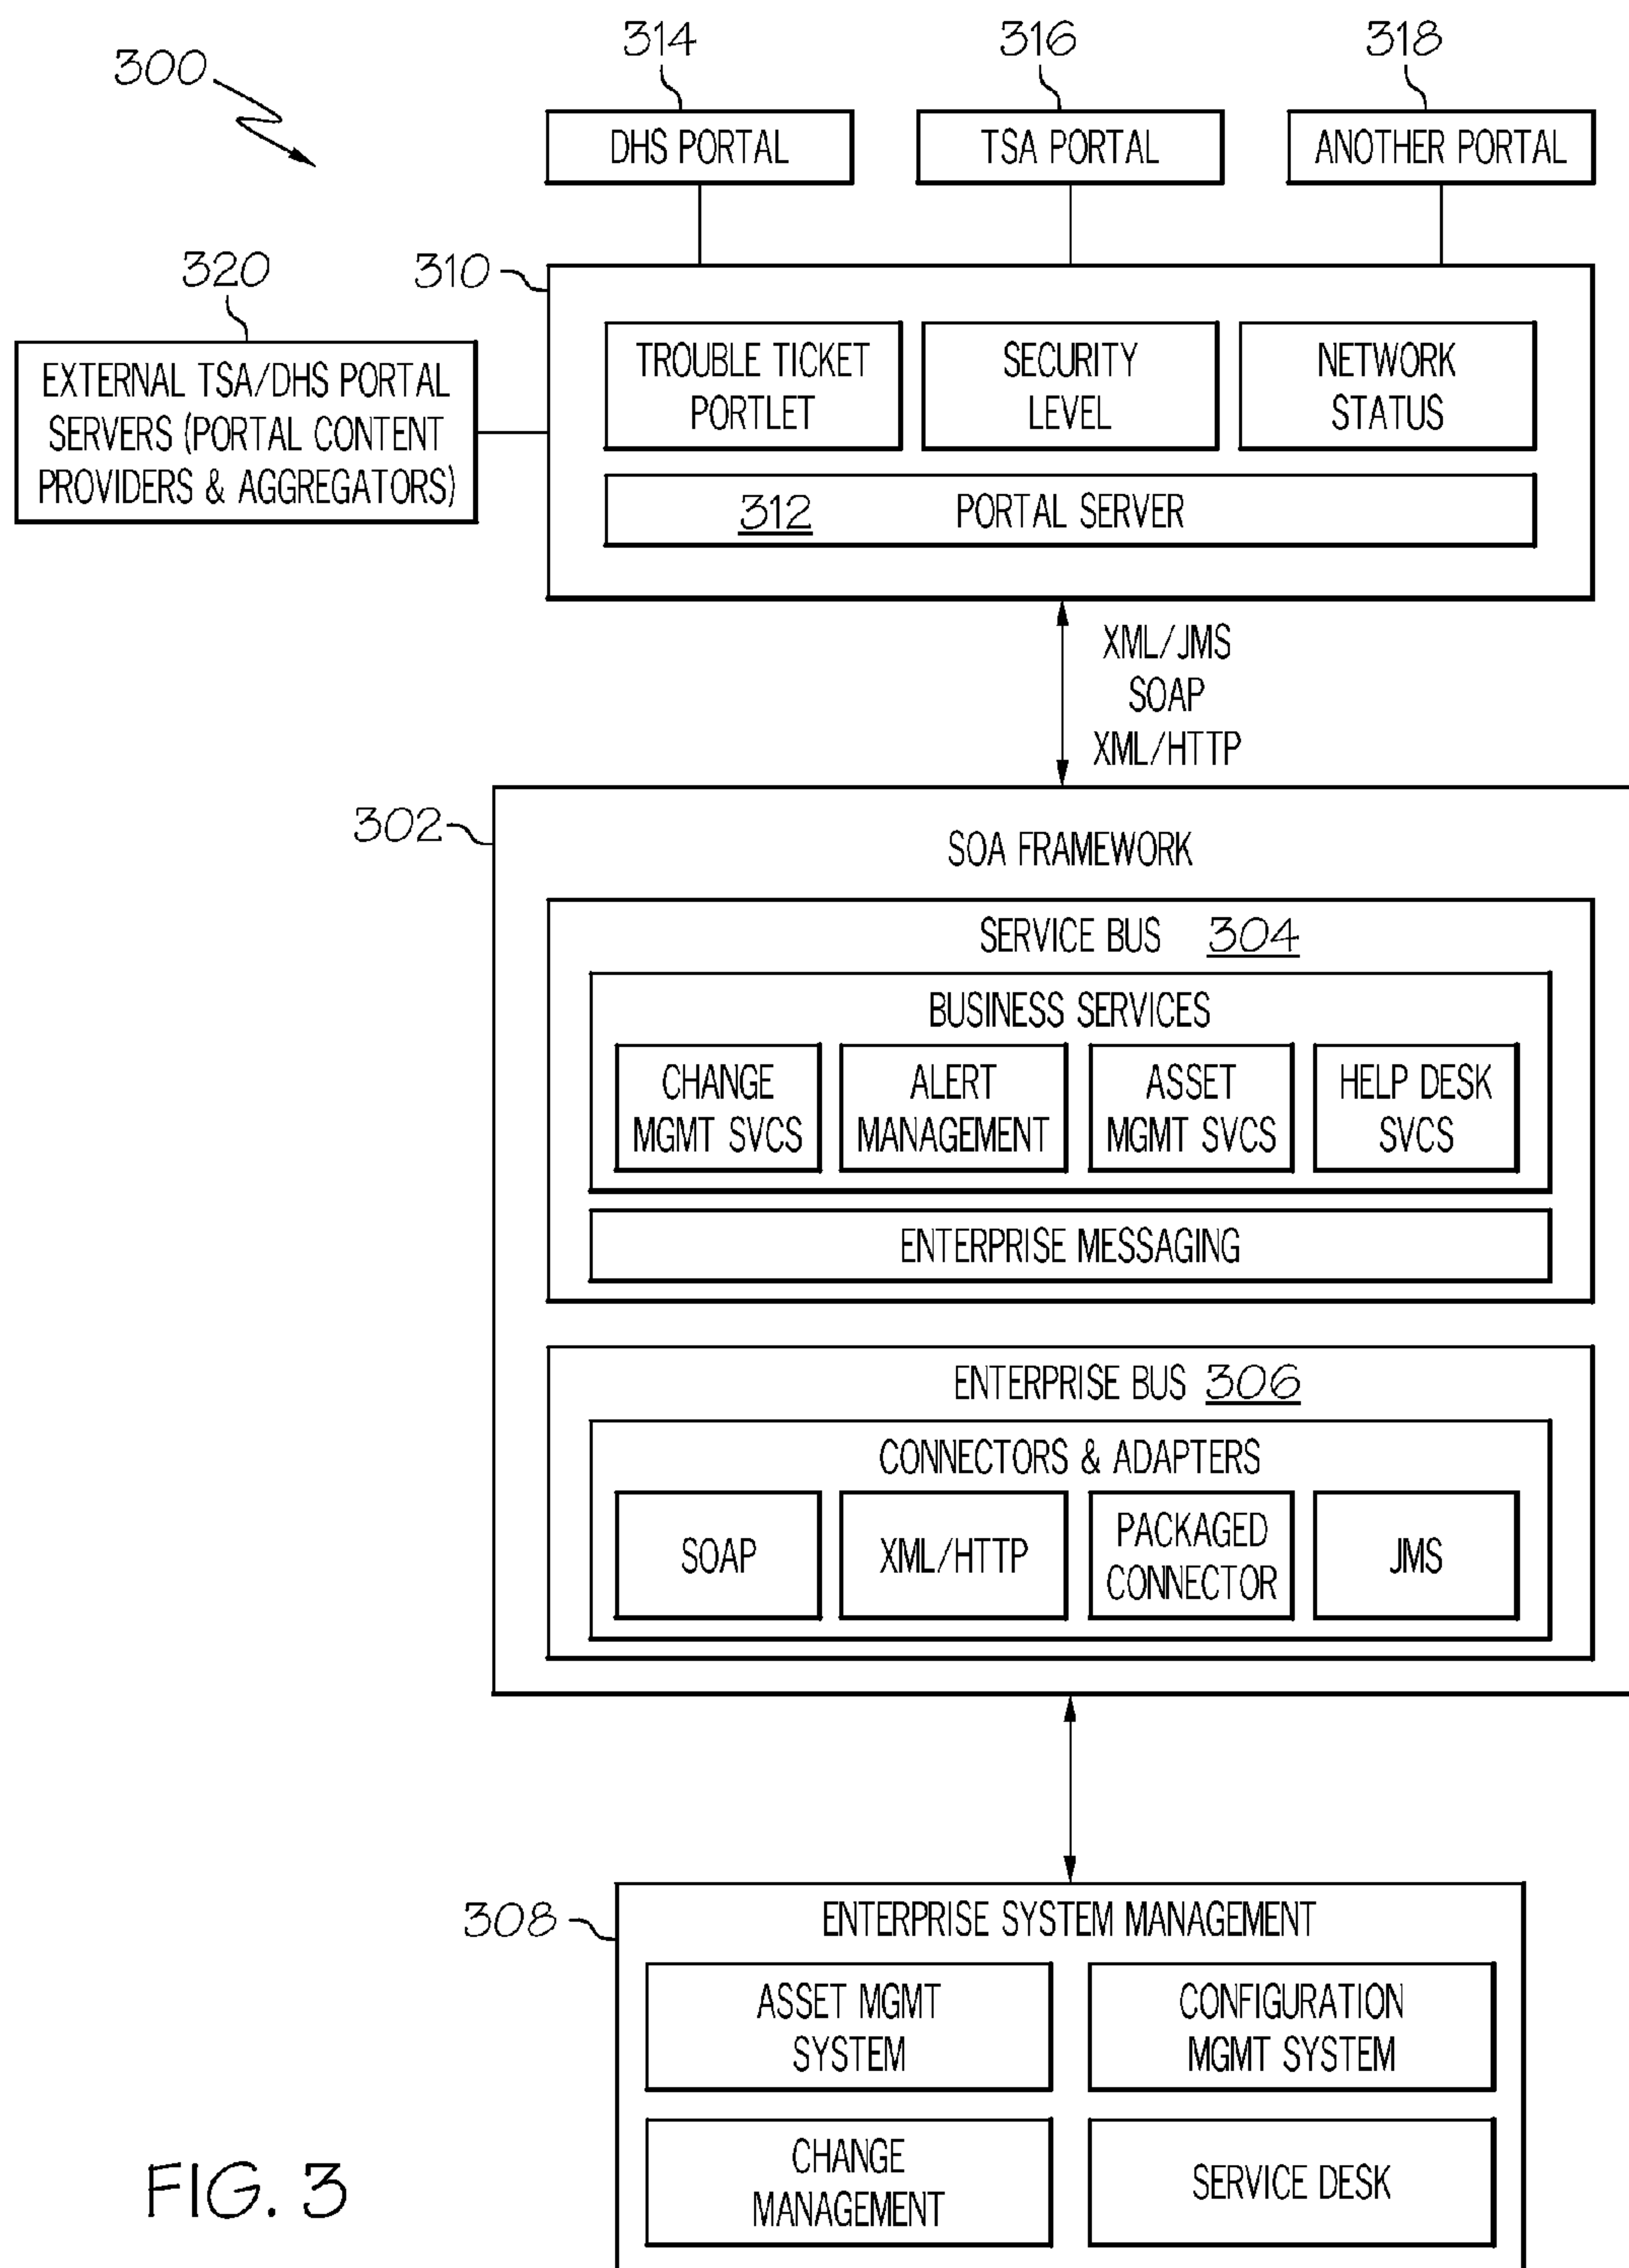 300
314
316
318
DHS PORTAL
TSA PORTAL
ANOTHER PORTAL
320
310
EXTERNAL TSA/DHS PORTAL
SERVERS (PORTAL CONTENT
PROVIDERS & AGGREGATORS)
TROUBLE TICKET
PORTLET
SECURITY
LEVEL
NETWORK
STATUS
312 PORTAL SERVER
XML/JMS
SOAP
XML/HTTP
302
SOA FRAMEWORK
SERVICE BUS 304
BUSINESS SERVICES
CHANGE
MGMT SVCS
ALERT
MANAGEMENT
ASSET
MGMT SVCS
HELP DESK
SVCS
ENTERPRISE MESSAGING
ENTERPRISE BUS 306
CONNECTORS & ADAPTERS
SOAP
XML/HTTP
PACKAGED
CONNECTOR
JMS
308
ENTERPRISE SYSTEM MANAGEMENT
ASSET MGMT
SYSTEM
CONFIGURATION
MGMT SYSTEM
CHANGE
MANAGEMENT
SERVICE DESK
FIG. 3